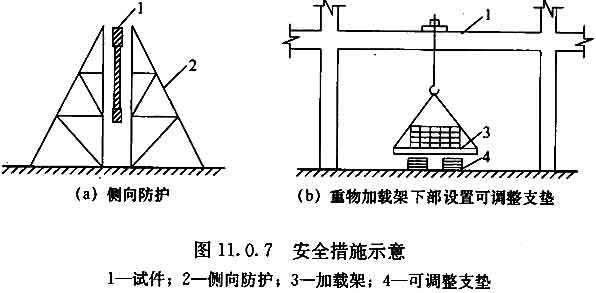 1
2
1
3
4
(a) 侧向防护
(b) 重物加载架下部设置可调整支垫
图 11.0.7 安全措施示意
1—试件；2—侧向防护；3—加载架；4—可调整支垫